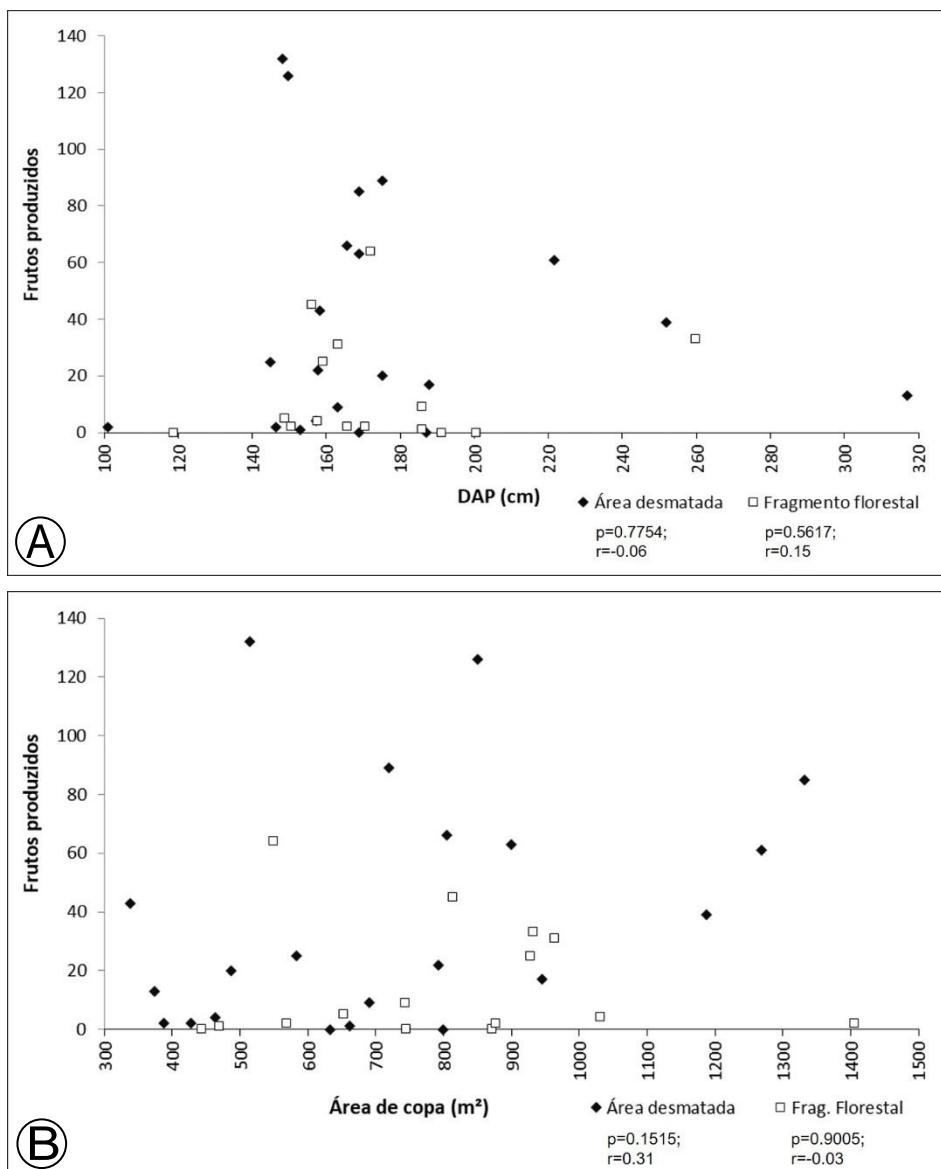 140
120
100
80
60
40
20
0
Frutos produzidos
100 120 140 160 180 200 220 240 260 280 300 320
DAP (cm)
Área desmatada Fragmento florestal
p=0.7754; p=0.5617;
r=-0.06 r=0.15
A
140
120
100
80
60
40
20
0
Frutos produzidos
300 400 500 600 700 800 900 1000 1100 1200 1300 1400 1500
Área de copa (m²)
Área desmatada Frag. Florestal
p=0.1515; p=0.9005;
r=0.31 r=-0.03
B